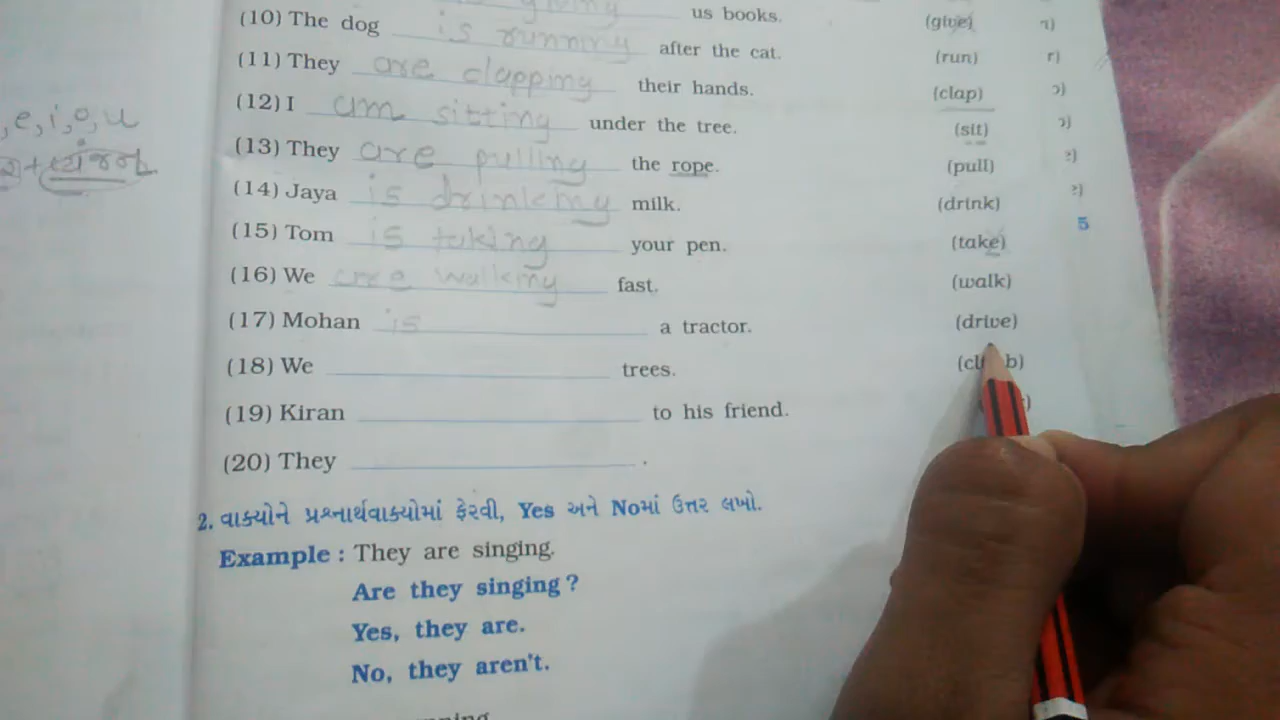 us books. (give)
(10) The dog is running after the cat. (run)
(11) They are clapping their hands. (clap)
(12) I am sitting under the tree. (sit)
(13) They are pulling the rope. (pull)
(14) Jaya is drinking milk. (drink)
(15) Tom is taking your pen. (take)
(16) We are walking fast. (walk)
(17) Mohan is a tractor. (drive)
(18) We trees.
(19) Kiran to his friend.
(20) They .
2. વાક્યોને પ્રશ્નાર્થવાક્યોમાં ફેરવી, Yes અને Noમાં ઉત્તર લખો.
Example : They are singing.
Are they singing?
Yes, they are.
No, they aren't.
, e, i, o, u
5